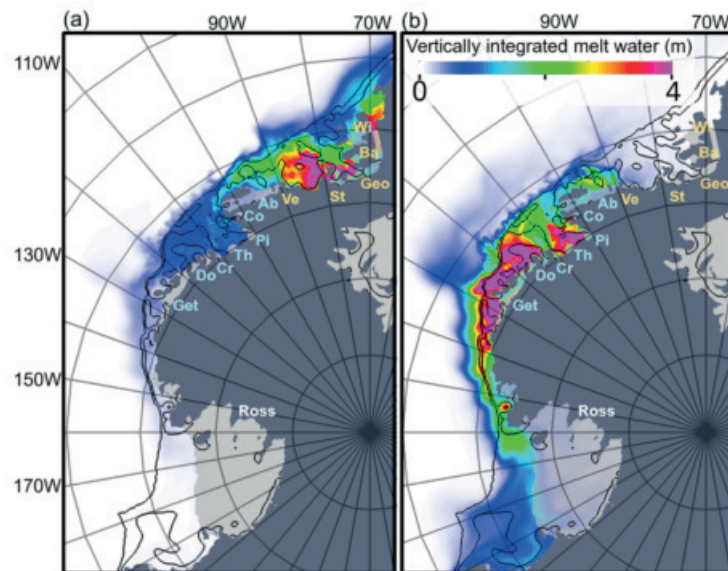 (a)
90W
70W
(b)
90W
70W
110W
130W
150W
170W
Vertically integrated melt water (m)
0
4
Wi
Ba
Geo
St
Ve
Ab
Co
Pi
Th
Cr
Do
Get
Ross
Wi
Ba
Geo
St
Ve
Ab
Co
Pi
Th
Cr
Do
Get
Ross